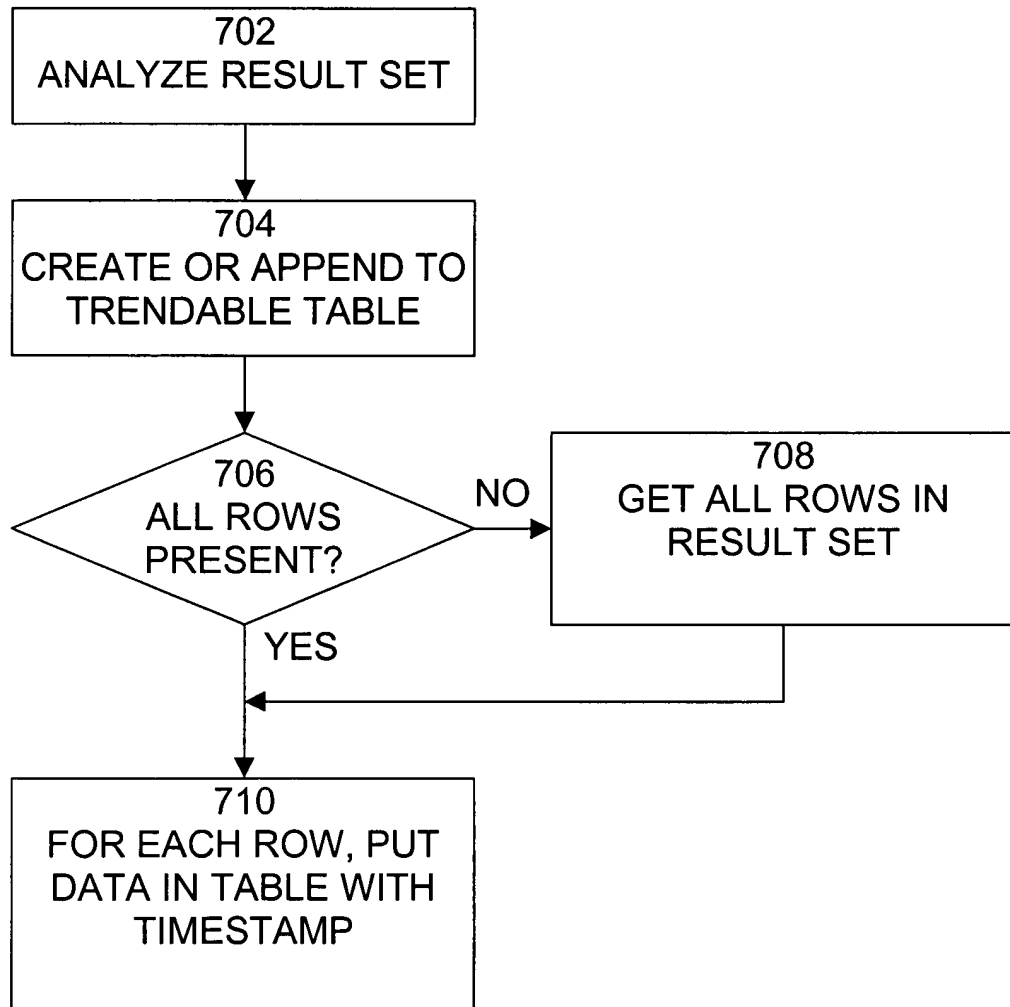 702
ANALYZE RESULT SET
704
CREATE OR APPEND TO
TRENDABLE TABLE
706
ALL ROWS
PRESENT?
NO
708
GET ALL ROWS IN
RESULT SET
YES
710
FOR EACH ROW, PUT
DATA IN TABLE WITH
TIMESTAMP